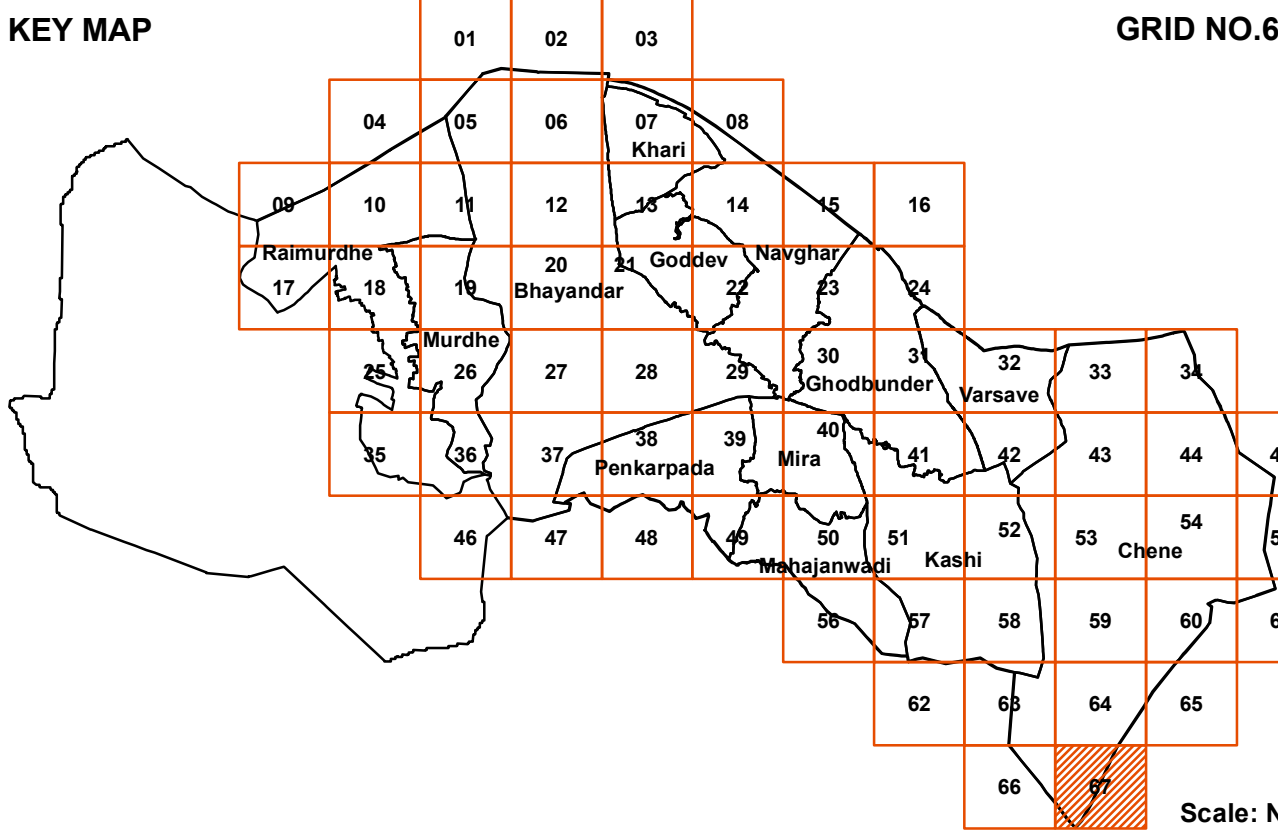 KEY MAP GRID NO.6
01 02 03
04 05 06 07 08
Khari
09 10 11 12 13 14 15 16
Raimurdhe Goddev Navghar
17 18 19 20 21 22 23 24
Bhayandar
Murdhe
25 26 27 28 29 30 31 32 33 34
Ghodbunder Varsave
35 36 37 38 39 40 41 42 43 44 4
Penkarpada Mira
46 47 48 49 50 51 52 53 54 5
Mahajanwadi Kashi Chene
56 57 58 59 60 6
62 63 64 65
66 67
Scale: N